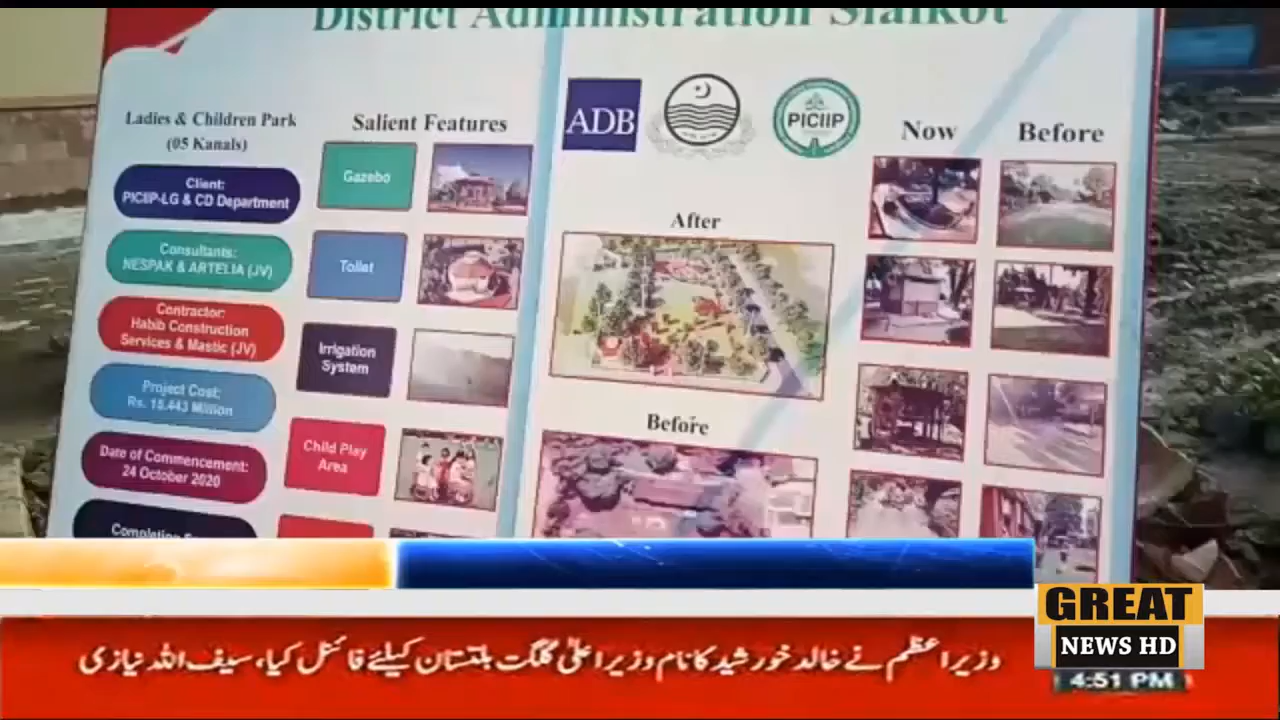 District Administration Sialkot
Ladies & Children Park
(05 Kanals)
Client:
PICIIP-LG & CD Department
Consultants:
NESPAK & ARTELIA (JV)
Contractor:
Habib Construction
Services & Mastic (JV)
Project Cost:
Rs. 15.443 Million
Date of Commencement:
24 October 2020
Salient Features
Gazebo
Toilet
Irrigation
System
Child Play
Area
ADB
PICIIP
After
Before
Now
Before
GREAT
NEWS HD
4:51 PM
وزیراعظم نے خالد خورشید کا نام وزیراعلیٰ گلگت بلتستان کیلئے فائنل کیا، سیف اللہ نیازی